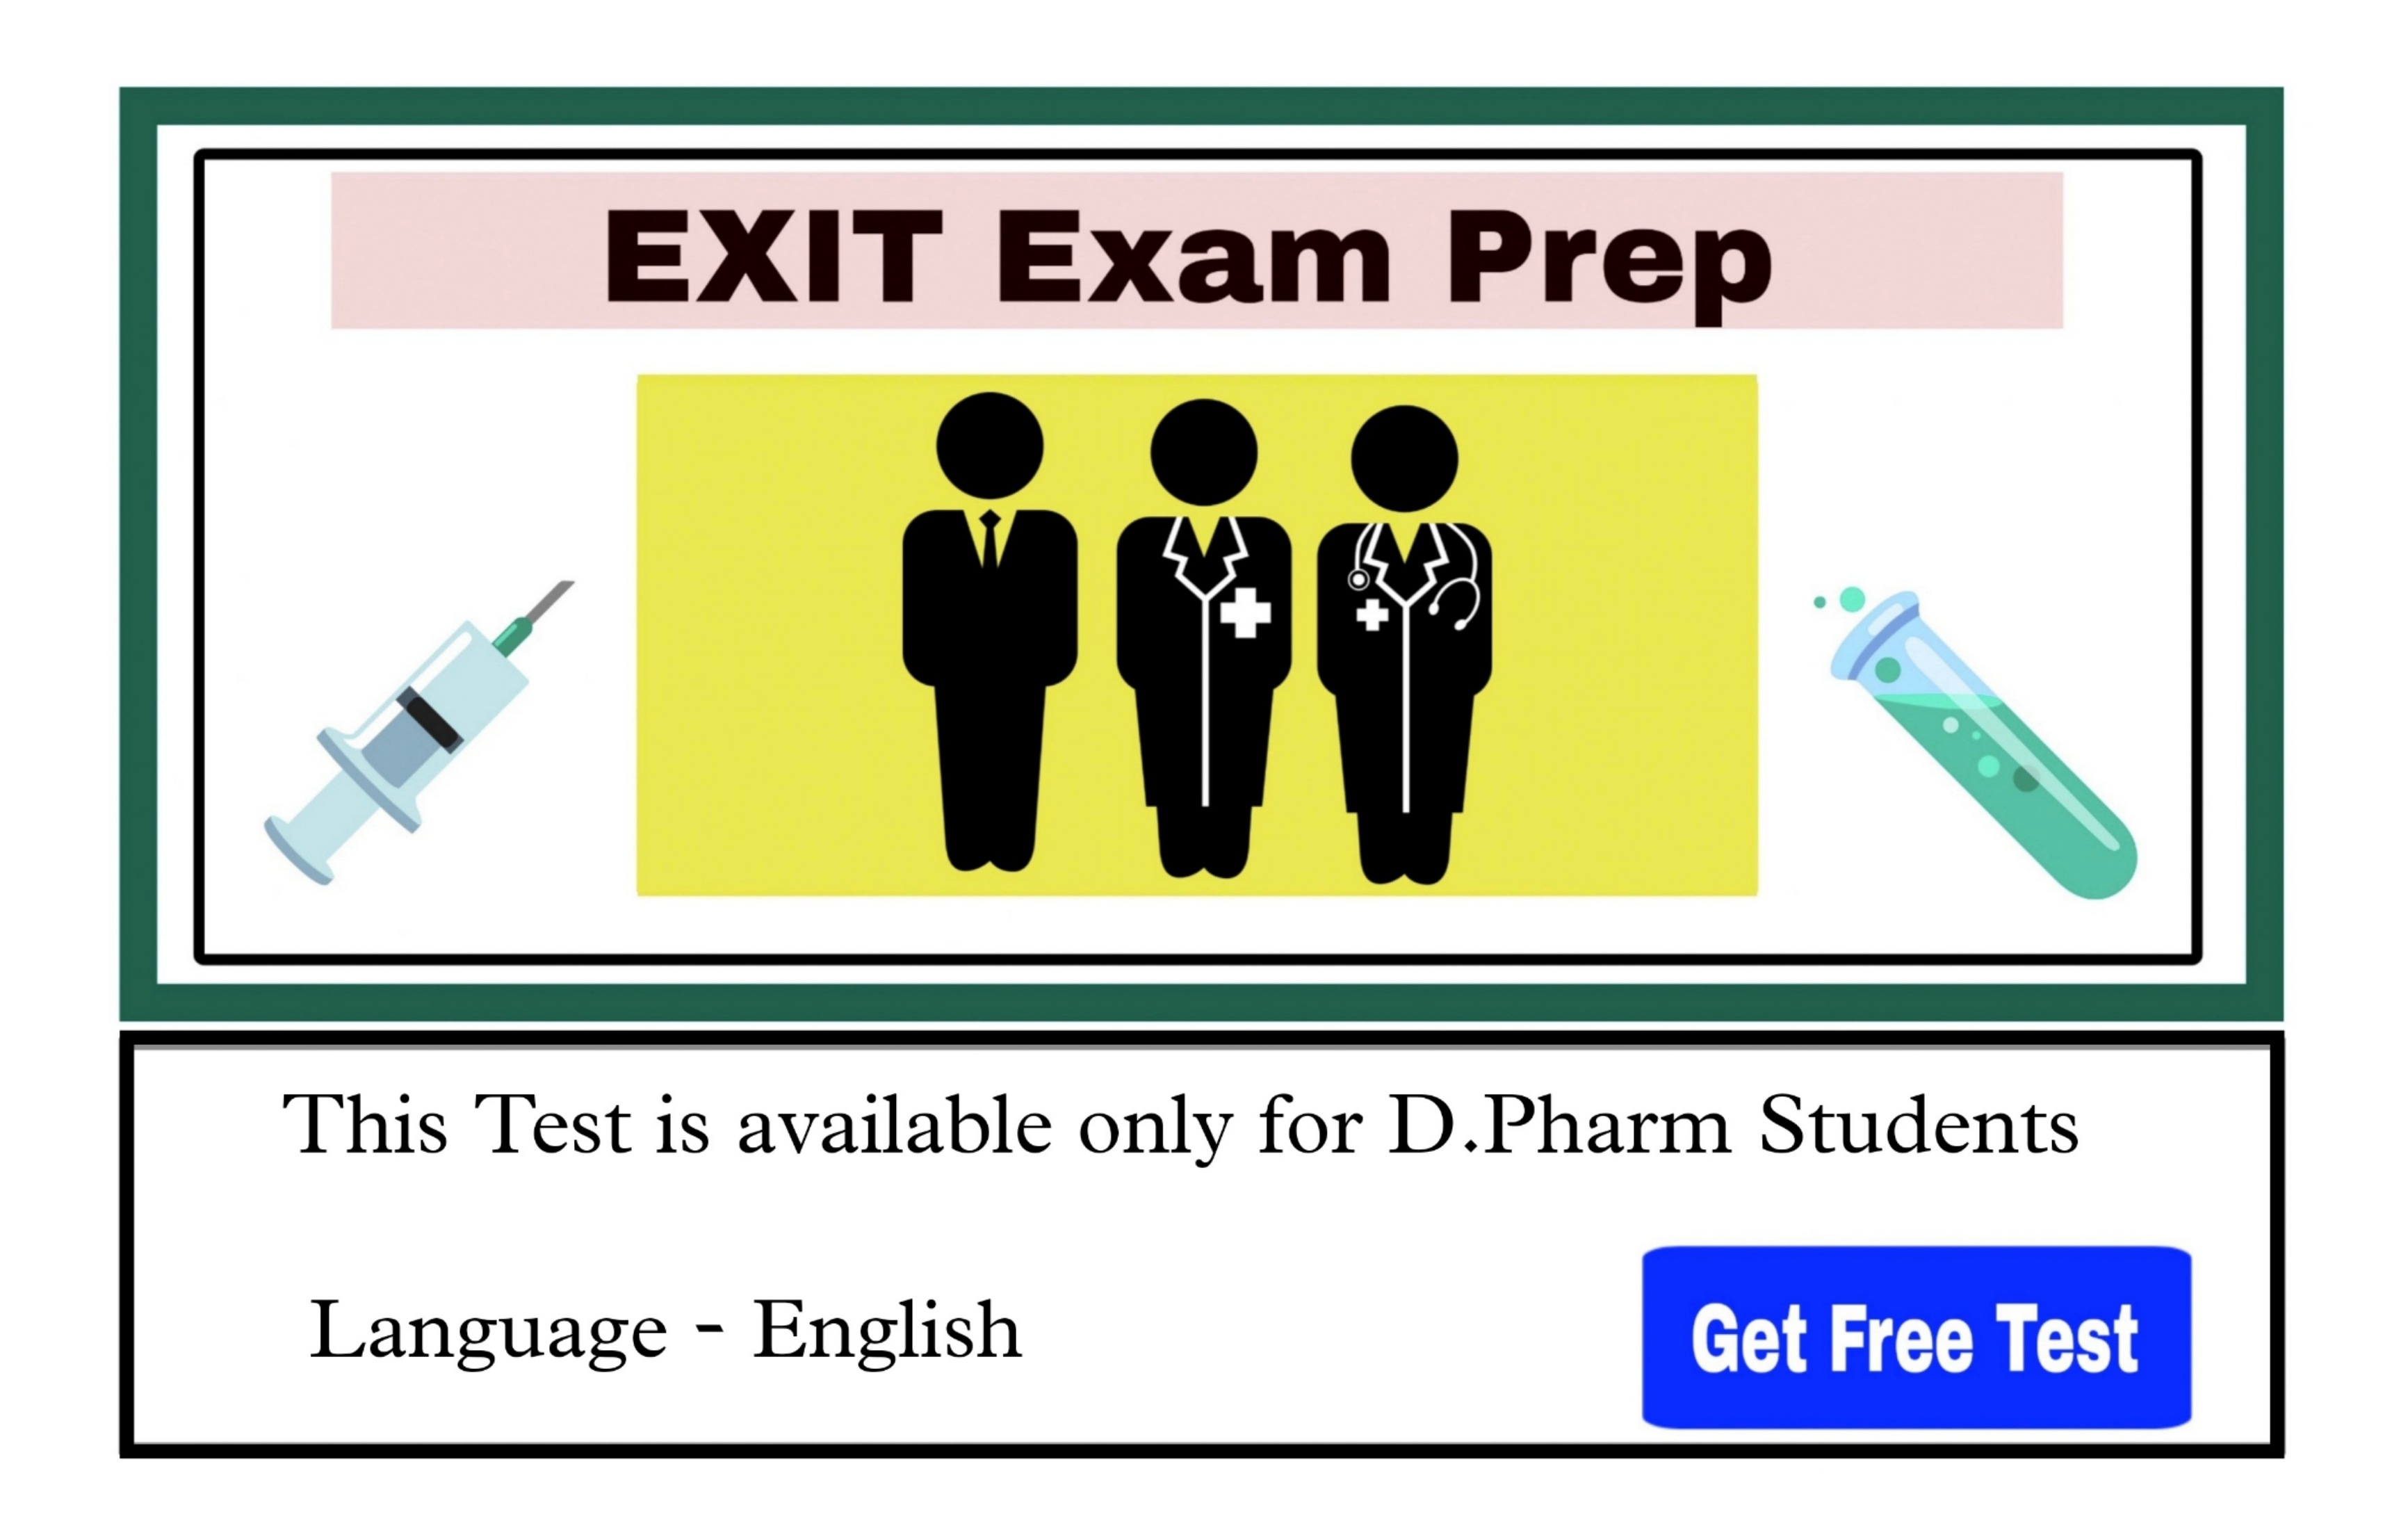 EXIT Exam Prep
This Test is available only for D.Pharm Students
Language - English
Get Free Test